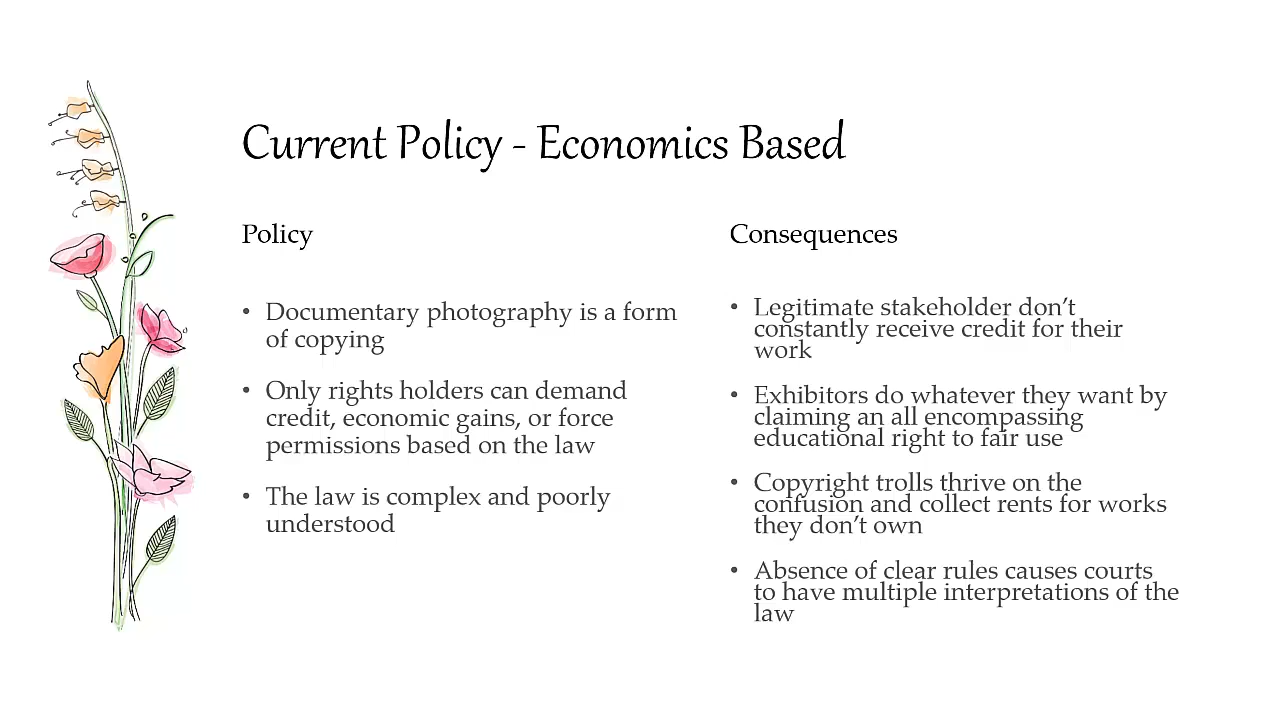 Current Policy - Economics Based
Policy
• Documentary photography is a form
of copying
• Only rights holders can demand
credit, economic gains, or force
permissions based on the law
• The law is complex and poorly
understood
Consequences
• Legitimate stakeholder don’t
constantly receive credit for their
work
• Exhibitors do whatever they want by
claiming an all encompassing
educational right to fair use
• Copyright trolls thrive on the
confusion and collect rents for works
they don’t own
• Absence of clear rules causes courts
to have multiple interpretations of the
law